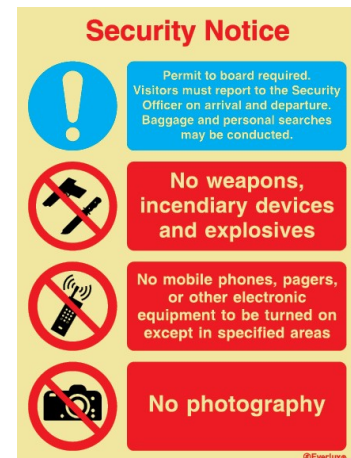 Security Notice
Permit to board required.
Visitors must report to the Security
Officer on arrival and departure.
Baggage and personal searches
may be conducted.
No weapons,
incendiary devices
and explosives
No mobile phones, pagers,
or other electronic
equipment to be turned on
except in specified areas
No photography
Everlux